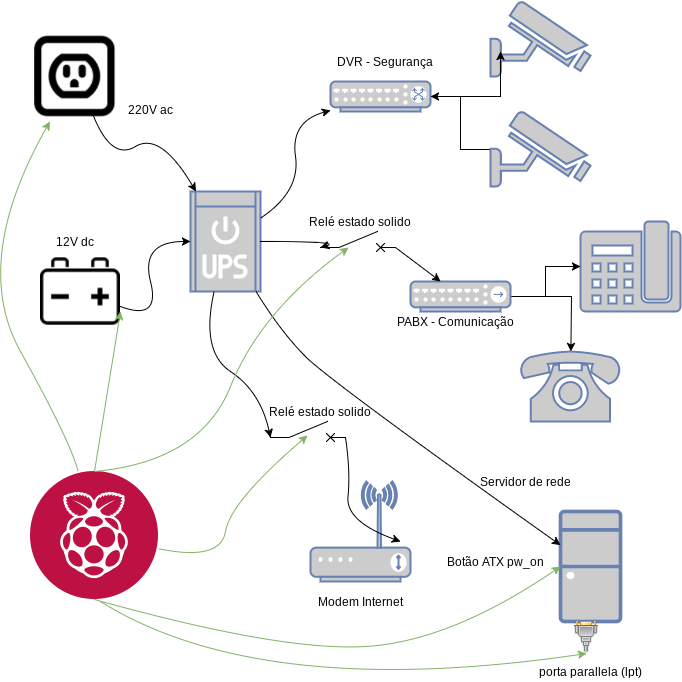 DVR - Segurança
220V ac
Relé estado solido
12V dc
UPS
PABX - Comunicação
Relé estado solido
Servidor de rede
Botão ATX pw_on
Modem Internet
porta parallela (lpt)